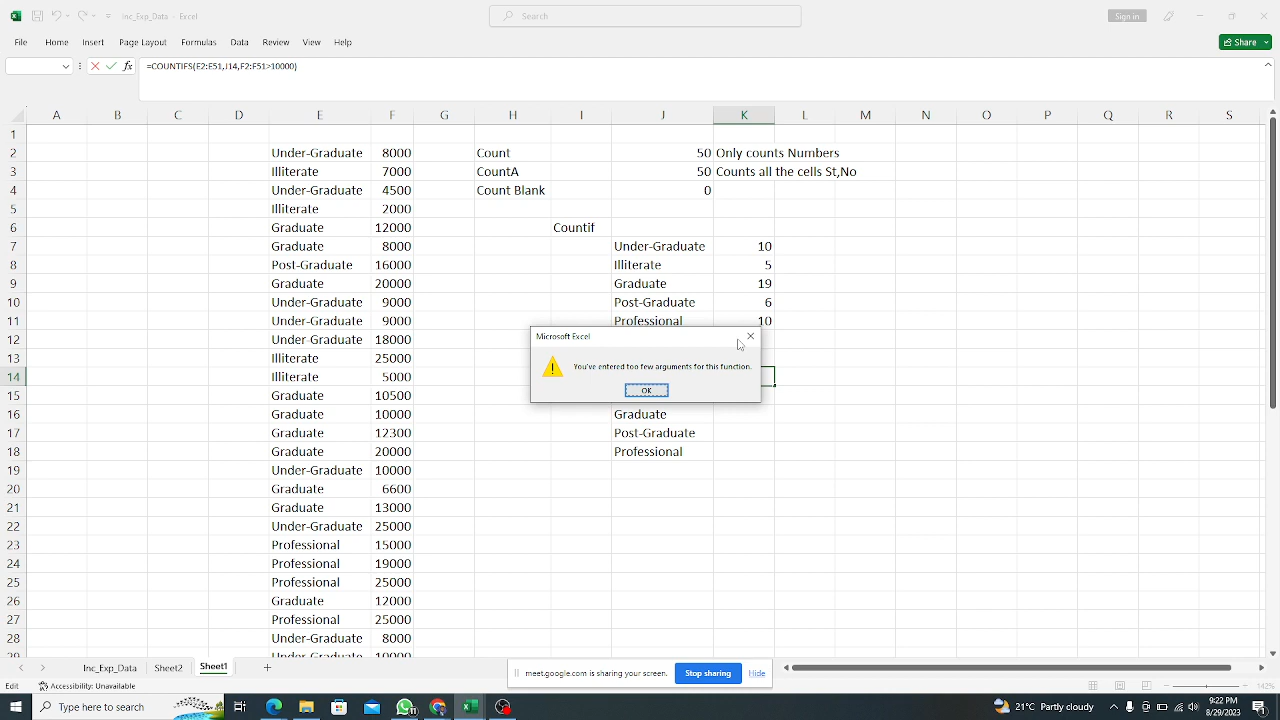 Inc_Exp_Data - Excel
Search
Sign in
File Home Insert Page Layout Formulas Data Review View Help
Share
fx =COUNTIFS(E2:E51,J14,F2:F51>10000)
A B C D E F G H I J K L M N O P Q R S
1
2 Under-Graduate 8000 Count 50 Only counts Numbers
3 Illiterate 7000 CountA 50 Counts all the cells St,No
4 Under-Graduate 4500 Count Blank 0
5 Illiterate 2000
6 Graduate 12000 Countif
7 Graduate 8000 Under-Graduate 10
8 Post-Graduate 16000 Illiterate 5
9 Graduate 20000 Graduate 19
10 Under-Graduate 9000 Post-Graduate 6
11 Under-Graduate 9000 Professional 10
12 Under-Graduate 18000
13 Illiterate 25000
14 Illiterate 5000
15 Graduate 10500
16 Graduate 10000 Graduate
17 Graduate 12300 Post-Graduate
18 Graduate 20000 Professional
19 Under-Graduate 10000
20 Graduate 6600
21 Graduate 13000
22 Under-Graduate 25000
23 Professional 15000
24 Professional 19000
25 Professional 25000
26 Graduate 12000
27 Professional 25000
28 Under-Graduate 8000
29 Under-Graduate 10000
Microsoft Excel
You've entered too few arguments for this function.
OK
Inc_Exp_Data Sheet2 Sheet1
meet.google.com is sharing your screen. Stop sharing Hide
Edit Accessibility: Unavailable 142%
Type here to search
21°C Partly cloudy
9:22 PM
8/29/2023